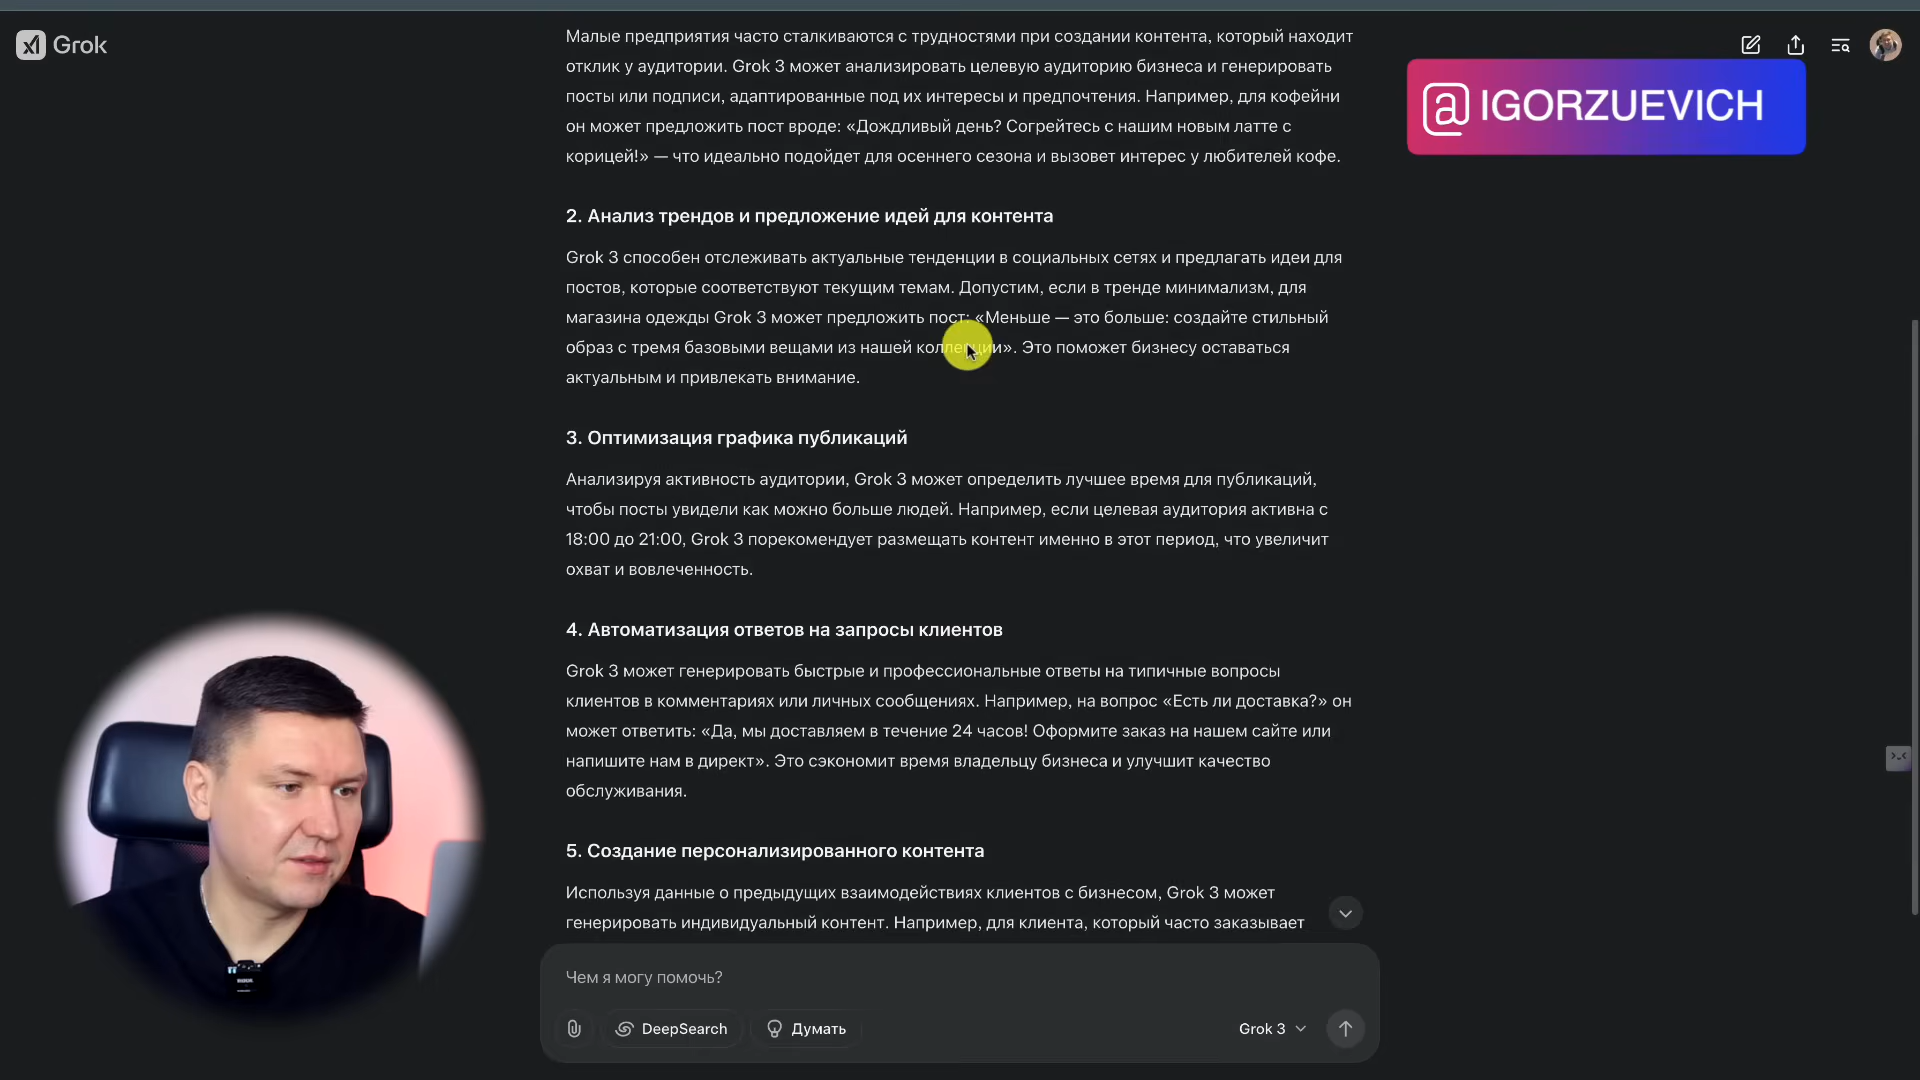 Grok
Малые предприятия часто сталкиваются с трудностями при создании контента, который находит
отклик у аудитории. Grok 3 может анализировать целевую аудиторию бизнеса и генерировать
посты или подписи, адаптированные под их интересы и предпочтения. Например, для кофейни
он может предложить пост вроде: «Дождливый день? Согрейтесь с нашим новым латте с
корицей!» — что идеально подойдет для осеннего сезона и вызовет интерес у любителей кофе.
@IGORZUEVICH
2. Анализ трендов и предложение идей для контента
Grok 3 способен отслеживать актуальные тенденции в социальных сетях и предлагать идеи для
постов, которые соответствуют текущим темам. Допустим, если в тренде минимализм, для
магазина одежды Grok 3 может предложить пост: «Меньше — это больше: создайте стильный
образ с тремя базовыми вещами из нашей коллекции». Это поможет бизнесу оставаться
актуальным и привлекать внимание.
3. Оптимизация графика публикаций
Анализируя активность аудитории, Grok 3 может определить лучшее время для публикаций,
чтобы посты увидели как можно больше людей. Например, если целевая аудитория активна с
18:00 до 21:00, Grok 3 порекомендует размещать контент именно в этот период, что увеличит
охват и вовлеченность.
4. Автоматизация ответов на запросы клиентов
Grok 3 может генерировать быстрые и профессиональные ответы на типичные вопросы
клиентов в комментариях или личных сообщениях. Например, на вопрос «Есть ли доставка?» он
может ответить: «Да, мы доставляем в течение 24 часов! Оформите заказ на нашем сайте или
напишите нам в директ». Это сэкономит время владельцу бизнеса и улучшит качество
обслуживания.
5. Создание персонализированного контента
Используя данные о предыдущих взаимодействиях клиентов с бизнесом, Grok 3 может
генерировать индивидуальный контент. Например, для клиента, который часто заказывает
Чем я могу помочь?
DeepSearch
Думать
Grok 3